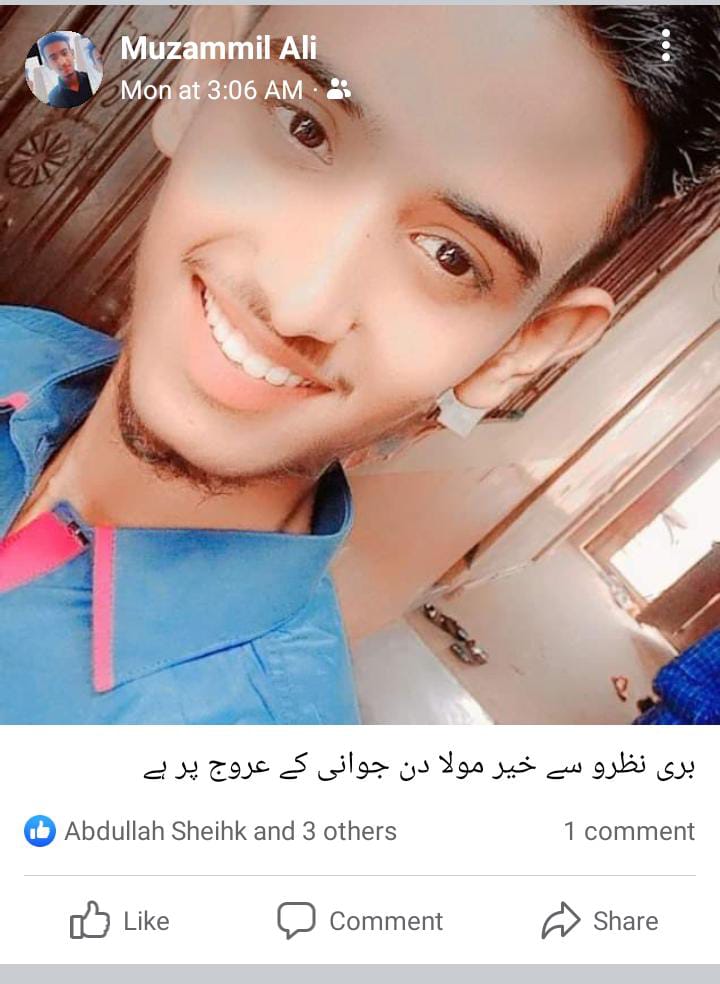 Muzammil Ali
Mon at 3:06 AM ·
بری نظرو سے خیر مولا دن جوانی کے عروج پر ہے
Abdullah Sheihk and 3 others
1 comment
Like
Comment
Share